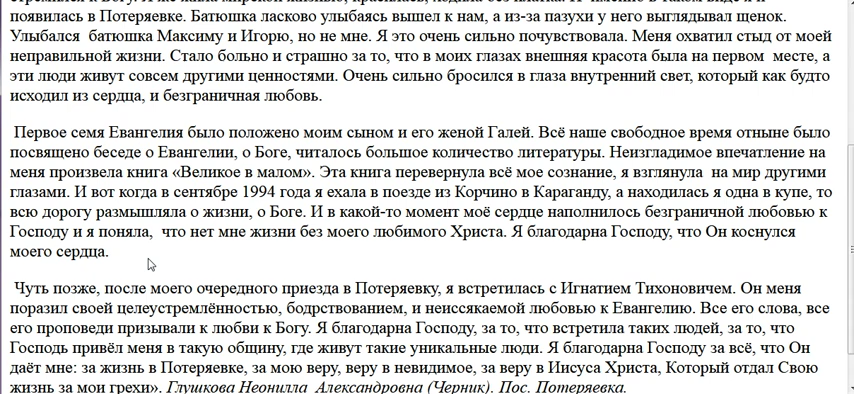 появилась в Потеряевке. Батюшка ласково улыбаясь вышел к нам, а из-за пазухи у него выглядывал щенок.
Улыбался батюшка Максиму и Игорю, но не мне. Я это очень сильно почувствовала. Меня охватил стыд от моей
неправильной жизни. Стало больно и страшно за то, что в моих глазах внешняя красота была на первом месте, а
эти люди живут совсем другими ценностями. Очень сильно бросился в глаза внутренний свет, который как будто
исходил из сердца, и безграничная любовь.
Первое семя Евангелия было положено моим сыном и его женой Галей. Всё наше свободное время отныне было
посвящено беседе о Евангелии, о Боге, читалось большое количество литературы. Неизгладимое впечатление на
меня произвела книга «Великое в малом». Эта книга перевернула всё мое сознание, я взглянула на мир другими
глазами. И вот когда в сентябре 1994 года я ехала в поезде из Корчино в Караганду, а находилась я одна в купе, то
всю дорогу размышляла о жизни, о Боге. И в какой-то момент моё сердце наполнилось безграничной любовью к
Господу и я поняла, что нет мне жизни без моего любимого Христа. Я благодарна Господу, что Он коснулся
моего сердца.
Чуть позже, после моего очередного приезда в Потеряевку, я встретилась с Игнатием Тихоновичем. Он меня
поразил своей целеустремлённостью, бодрствованием, и неиссякаемой любовью к Евангелию. Все его слова, все
его проповеди призывали к любви к Богу. Я благодарна Господу, за то, что встретила таких людей, за то, что
Господь привёл меня в такую общину, где живут такие уникальные люди. Я благодарна Господу за всё, что Он
даёт мне: за жизнь в Потеряевке, за мою веру, веру в невидимое, за веру в Иисуса Христа, Который отдал Свою
жизнь за мои грехи». Глушкова Неонилла Александровна (Черник). Пос. Потеряевка.